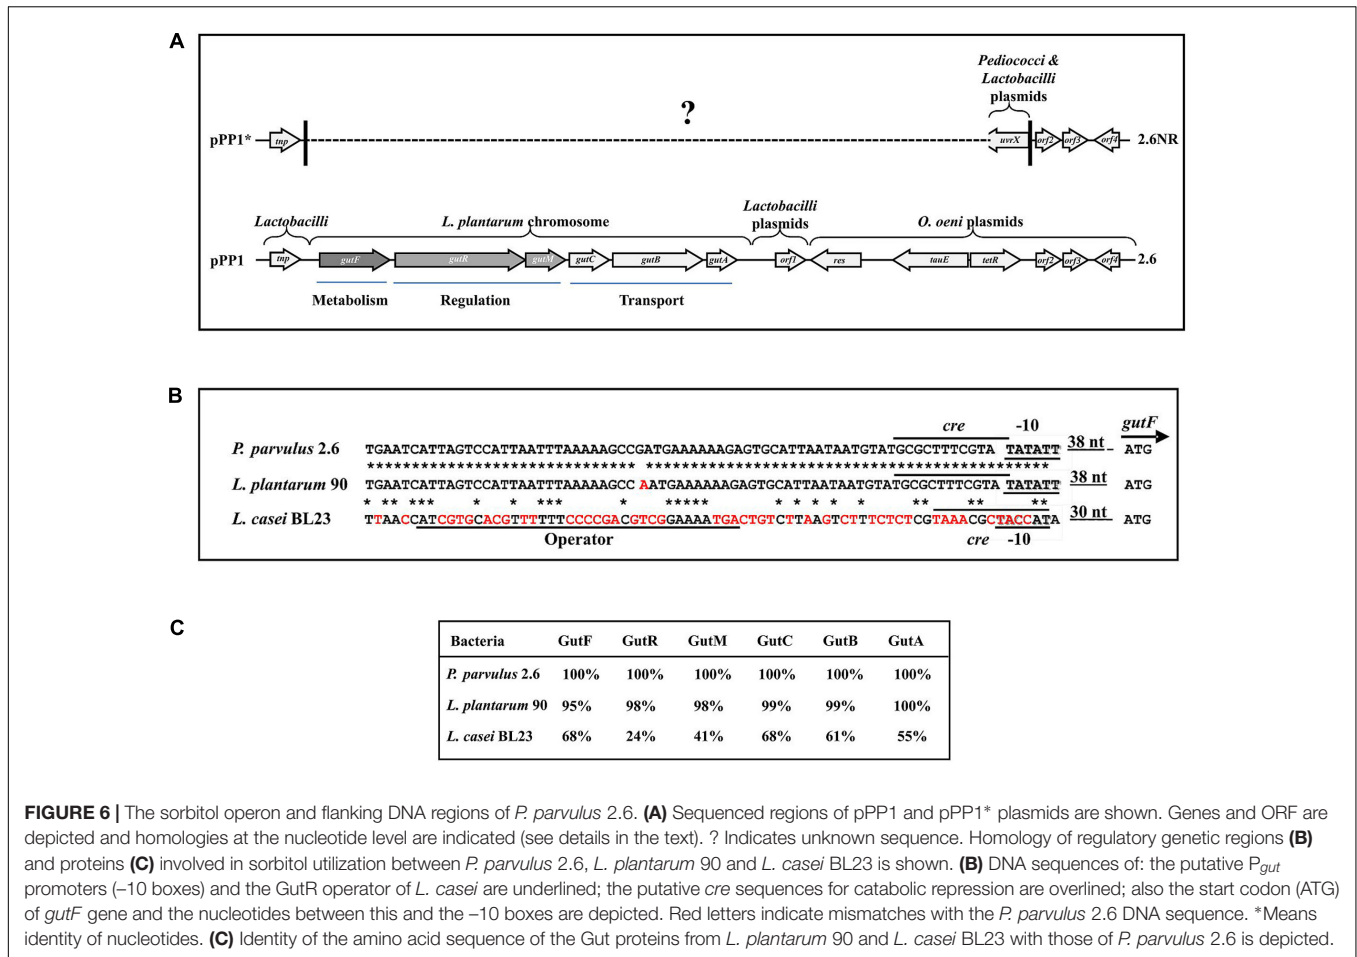 A
Pediococci &
Lactobacilli
plasmids
?
pPP1* tnp uvrX orf2 orf3 orf4 2.6NR
Lactobacilli L. plantarum chromosome Lactobacilli plasmids O. oeni plasmids
pPP1 tnp gutF gutR gutM gutC gutB gutA orf1 res tauE tetR orf2 orf3 orf4 2.6
Metabolism Regulation Transport
B
cre -10 gutF
P. parvulus 2.6 TGAATCATTAGTCCATTAATTTAAAAAGCCGATGAAAAAAGAGTGCATTAATAATGTATGCGCTTTCGTA TATATT 38 nt ATG
L. plantarum 90 TGAATCATTAGTCCATTAATTTAAAAAGCC AATGAAAAAAGAGTGCATTAATAATGTATGCGCTTTCGTA TATATT 38 nt ATG
L. casei BL23 TTAACCATCGTGCACGTTTTTTCCCCGACGTCGGAAAATGACTGTCTTAAGTCTTTCTCTCGTAAACGCTACCATA 30 nt ATG
Operator cre -10
C
Bacteria GutF GutR GutM GutC GutB GutA
P. parvulus 2.6 100% 100% 100% 100% 100% 100%
L. plantarum 90 95% 98% 98% 99% 99% 100%
L. casei BL23 68% 24% 41% 68% 61% 55%
FIGURE 6 | The sorbitol operon and flanking DNA regions of P. parvulus 2.6. (A) Sequenced regions of pPP1 and pPP1* plasmids are shown. Genes and ORF are
depicted and homologies at the nucleotide level are indicated (see details in the text). ? Indicates unknown sequence. Homology of regulatory genetic regions (B)
and proteins (C) involved in sorbitol utilization between P. parvulus 2.6, L. plantarum 90 and L. casei BL23 is shown. (B) DNA sequences of: the putative Pgut
promoters (–10 boxes) and the GutR operator of L. casei are underlined; the putative cre sequences for catabolic repression are overlined; also the start codon (ATG)
of gutF gene and the nucleotides between this and the –10 boxes are depicted. Red letters indicate mismatches with the P. parvulus 2.6 DNA sequence. *Means
identity of nucleotides. (C) Identity of the amino acid sequence of the Gut proteins from L. plantarum 90 and L. casei BL23 with those of P. parvulus 2.6 is depicted.